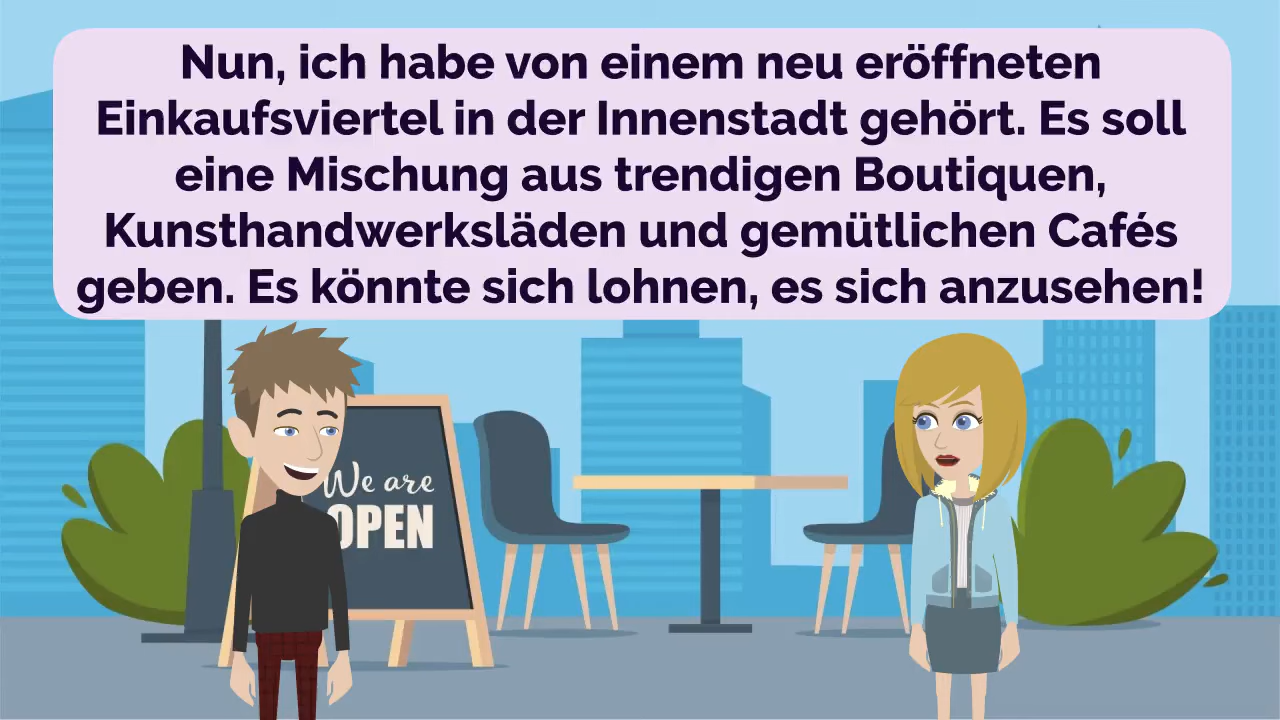 Nun, ich habe von einem neu eröffneten
Einkaufsviertel in der Innenstadt gehört. Es soll
eine Mischung aus trendigen Boutiquen,
Kunsthandwerksläden und gemütlichen Cafés
geben. Es könnte sich lohnen, es sich anzusehen!
We are
OPEN